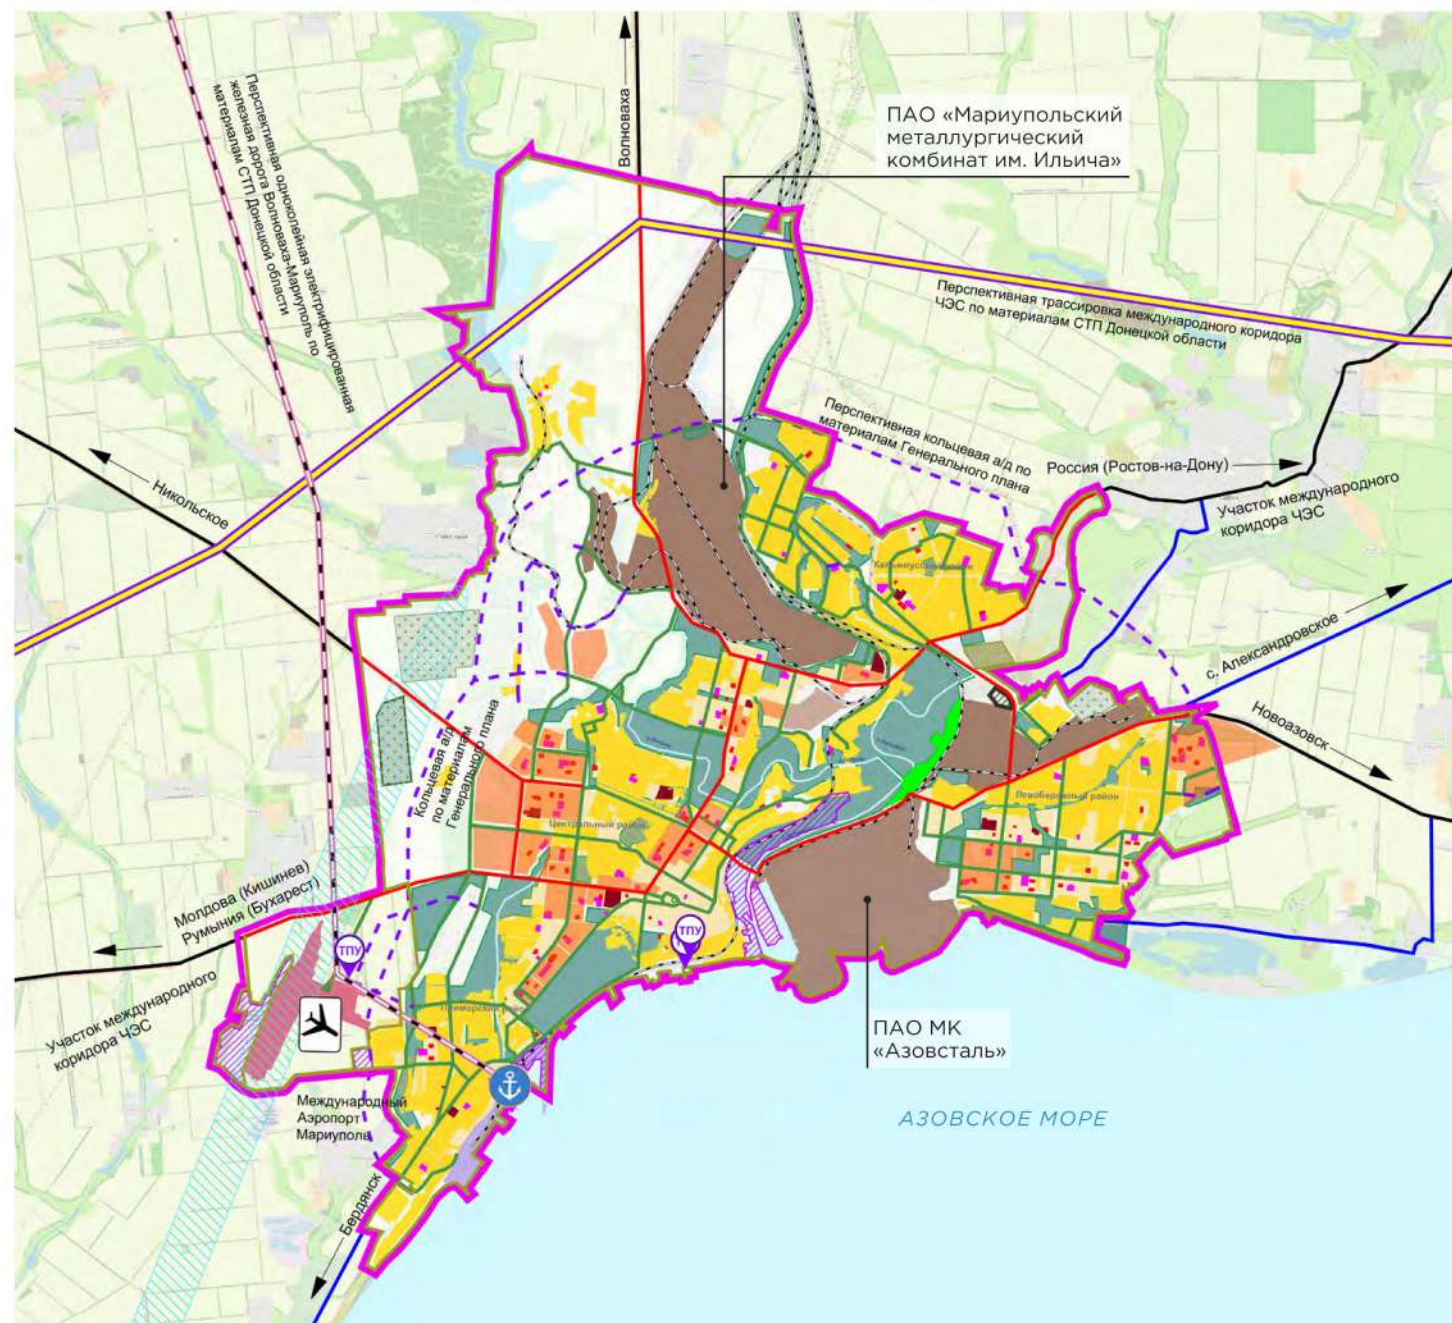 Волноваха
ПАО «Мариупольский
металлургический
комбинат им. Ильича»
Перспективная одноколейная электрифицированная
железная дорога Волноваха-Мариуполь по
материалам СТП Донецкой области
Перспективная трассировка международного коридора
ЧЭС по материалам СТП Донецкой области
Перспективная кольцевая а/д по
материалам Генерального плана
Россия (Ростов-на-Дону)
Участок международного
коридора ЧЭС
Никольское
Кальмиусский район
с. Александровское
Новоазовск
Кольцевая а/д
по материалам
Генерального плана
Левобережный район
Центральный район
Молдова (Кишинев)
Румыния (Бухарест)
ТПУ
ТПУ
Участок международного
коридора ЧЭС
Приморский район
ПАО МК
«Азовсталь»
Международный
Аэропорт
Мариуполь
АЗОВСКОЕ МОРЕ
Бердянск